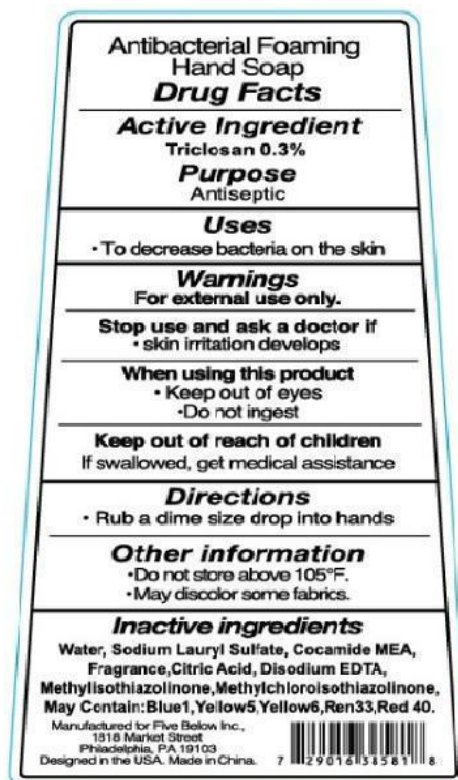 Antibacterial Foaming
Hand Soap
Drug Facts
Active Ingredient
Triclosan 0.3%
Purpose
Antiseptic
Uses
• To decrease bacteria on the skin
Warnings
For external use only.
Stop use and ask a doctor if
• skin irritation develops
When using this product
• Keep out of eyes
•Do not ingest
Keep out of reach of children
If swallowed, get medical assistance
Directions
• Rub a dime size drop into hands
Other information
•Do not store above 105°F.
•May discolor some fabrics.
Inactive ingredients
Water, Sodium Lauryl Sulfate, Cocamide MEA,
Fragrance,Citric Acid, Disodium EDTA,
Methylisothiazolinone,Methylchloroisothiazolinone,
May Contain:Blue1,Yellow5,Yellow6,Ren33,Red 40.
Manufactured for Five Below Inc.,
1818 Market Street
Philadelphia, PA 19103
Designed in the USA. Made in China.
7 29016 34581 8